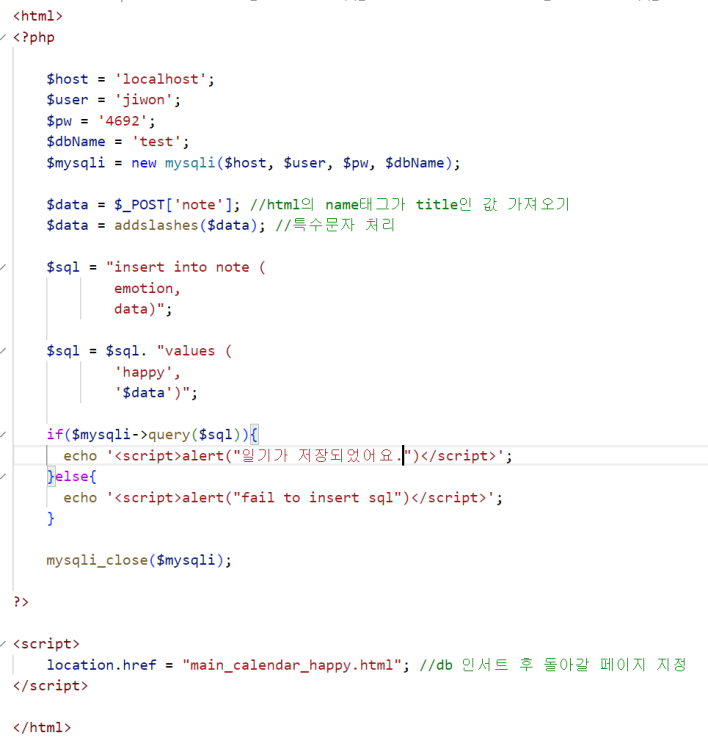 <html>
<?php
$host = 'localhost';
$user = 'jiwon';
$pw = '4692';
$dbName = 'test';
$mysqli = new mysqli($host, $user, $pw, $dbName);
$data = $_POST['note']; //html의 name태그가 title인 값 가져오기
$data = addslashes($data); //특수문자 처리
$sql = "insert into note (
emotion,
data)";
$sql = $sql. "values (
'happy',
'$data')";
if($mysqli->query($sql)){
echo '<script>alert("일기가 저장되었어요.")</script>';
}else{
echo '<script>alert("fail to insert sql")</script>';
}
mysqli_close($mysqli);
?>
<script>
location.href = "main_calendar_happy.html"; //db 인서트 후 돌아갈 페이지 지정
</script>
</html>